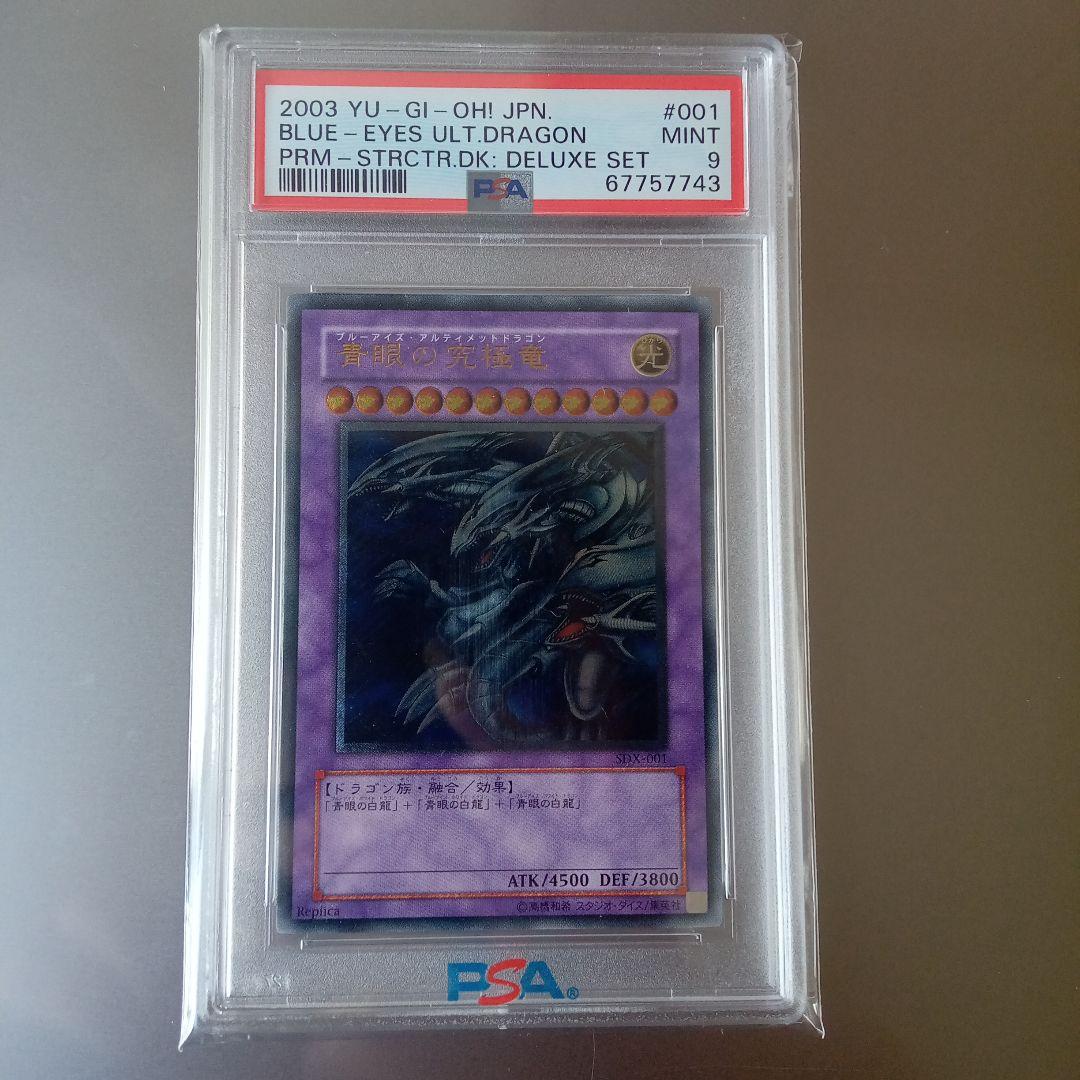 2003 YU-GI-OH! JPN. #001
BLUE-EYES ULT.DRAGON MINT
PRM-STRCTR.DK: DELUXE SET 9
67757743
PSA
ブルーアイズ・アルティメットドラゴン
青眼の究極竜
光
SDX-001
【ドラゴン族・融合／効果】
「青眼の白龍」+「青眼の白龍」+「青眼の白龍」
ATK/4500 DEF/3800
Replica
©高橋和希 スタジオ・ダイス/集英社
PSA®